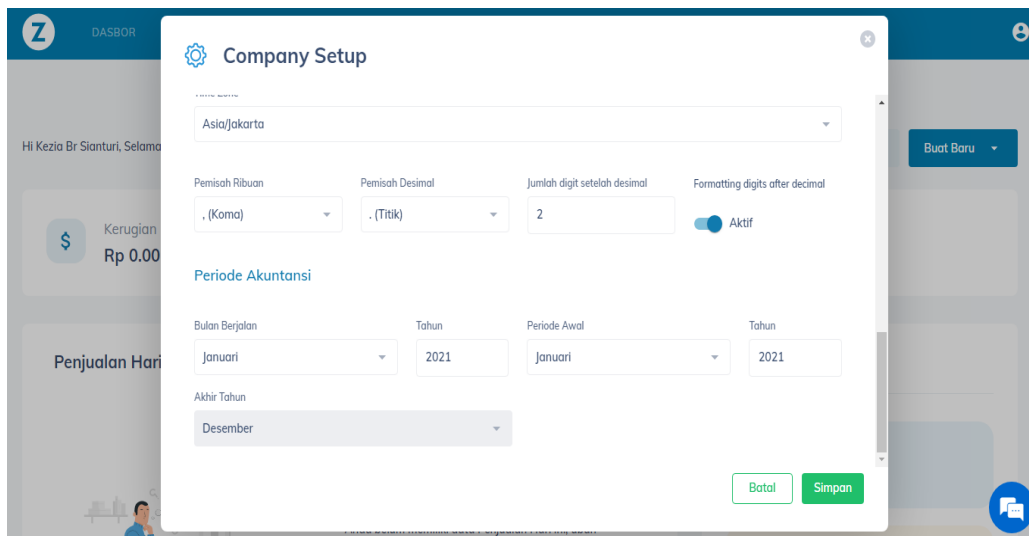 Z DASBOR
Company Setup
Time Zone
Asia/Jakarta
Hi Kezia Br Sianturi, Selama
Buat Baru
Pemisah Ribuan Pemisah Desimal Jumlah digit setelah desimal Formatting digits after decimal
, (Koma) . (Titik) 2 Aktif
$ Kerugian
Rp 0.00
Periode Akuntansi
Bulan Berjalan Tahun Periode Awal Tahun
Januari 2021 Januari 2021
Penjualan Hari
Akhir Tahun
Desember
Batal Simpan